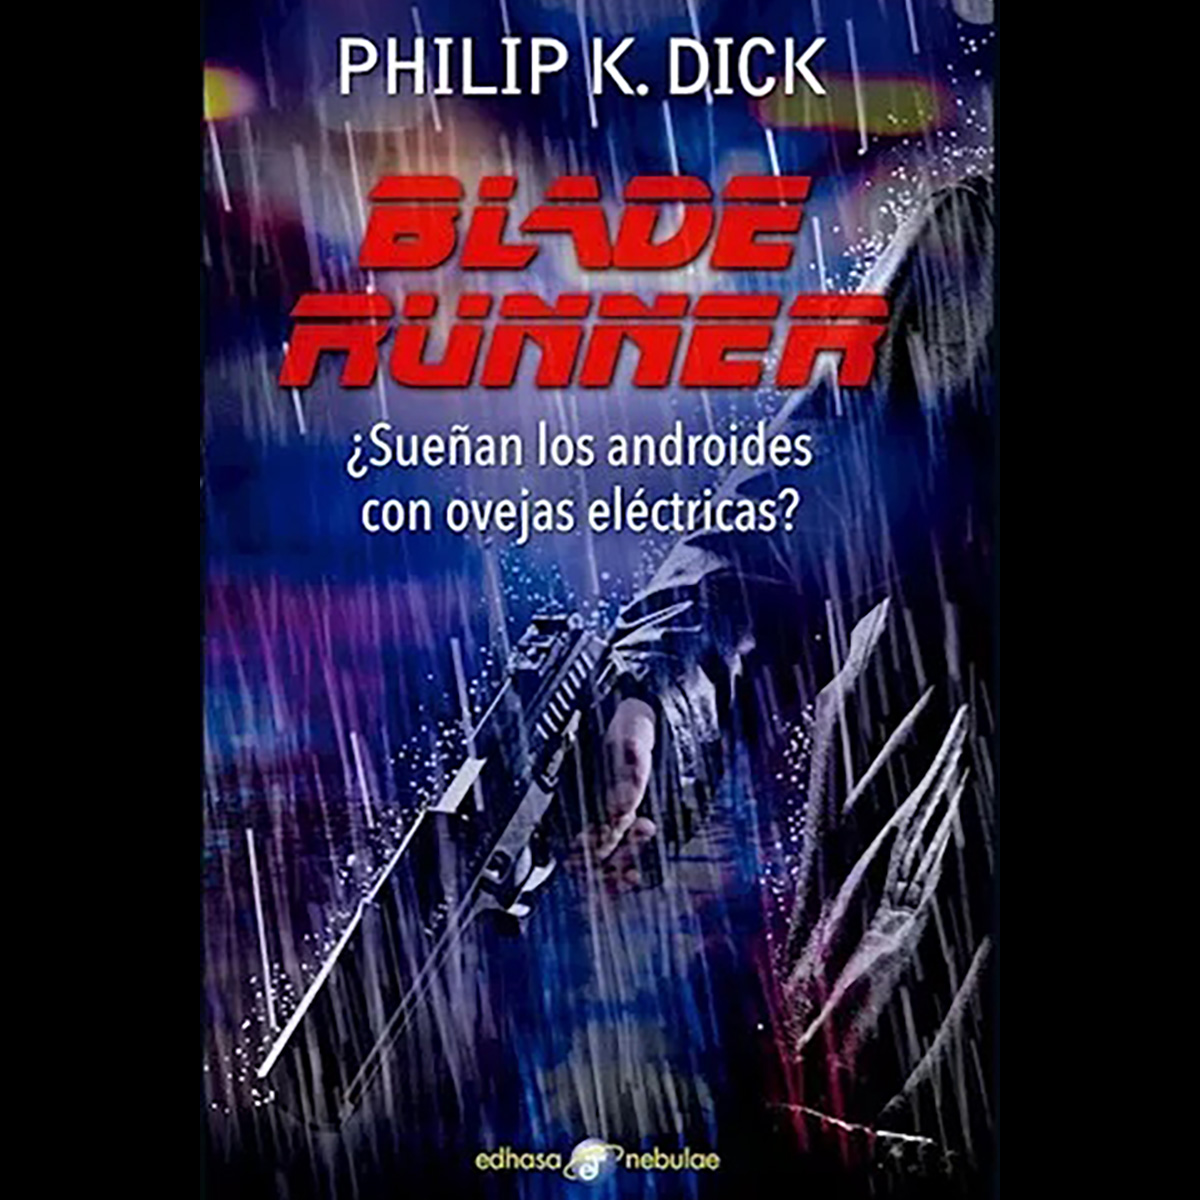 PHILIP K. DICK
BLADE
RUNNER
¿Sueñan los androides
con ovejas eléctricas?
edhasa e nebulae